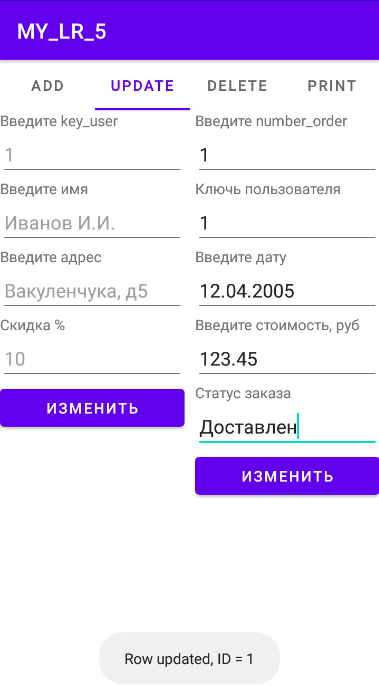 MY_LR_5
ADD UPDATE DELETE PRINT
Введите key_user
1
Введите имя
Иванов И.И.
Введите адрес
Вакуленчука, д5
Скидка %
10
ИЗМЕНИТЬ
Введите number_order
1
Ключь пользователя
1
Введите дату
12.04.2005
Введите стоимость, руб
123.45
Статус заказа
Доставлен
ИЗМЕНИТЬ
Row updated, ID = 1